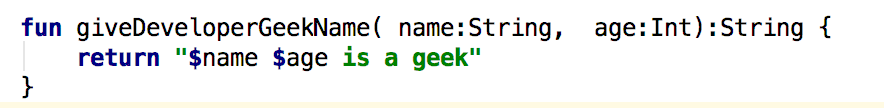 fun giveDeveloperGeekName( name:String,  age:Int):String {
    return "$name $age is a geek"
}